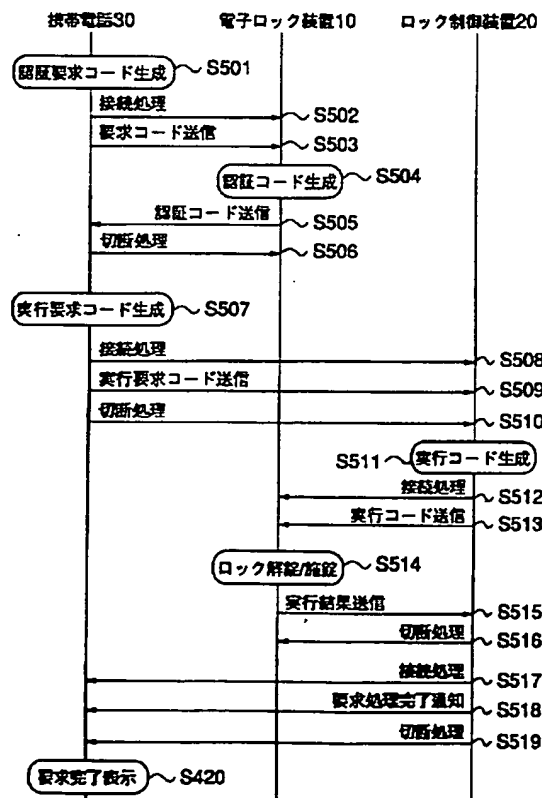 携帯電話30 電子ロック装置10 ロック制御装置20
認証要求コード生成 S501
接続処理 S502
要求コード送信 S503
認証コード生成 S504
認証コード送信 S505
切断処理 S506
実行要求コード生成 S507
接続処理 S508
実行要求コード送信 S509
切断処理 S510
S511 実行コード生成
接続処理 S512
実行コード送信 S513
ロック解錠/施錠 S514
実行結果送信 S515
切断処理 S516
接続処理 S517
要求処理完了通知 S518
切断処理 S519
要求完了表示 S420